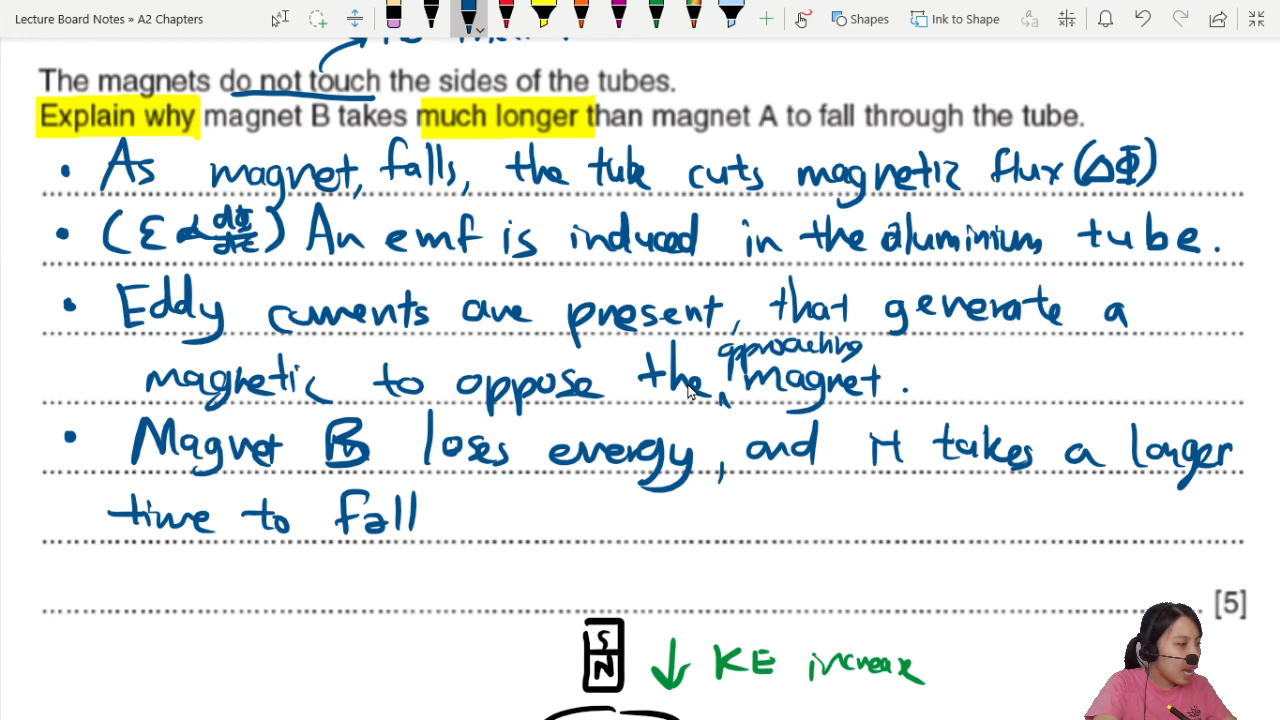 Lecture Board Notes » A2 Chapters
Shapes
Ink to Shape
The magnets do not touch the sides of the tubes.
Explain why magnet B takes much longer than magnet A to fall through the tube.
• As magnet, falls, the tube cuts magnetic flux (ΔΦ)
• (ε ∝ dΦ/dt) An emf is induced in the aluminium tube.
• Eddy currents are present, that generate a
approaching
magnetic to oppose the ^ magnet.
• Magnet B loses energy, and it takes a longer
time to fall
[5]
S
N
↓ KE increase